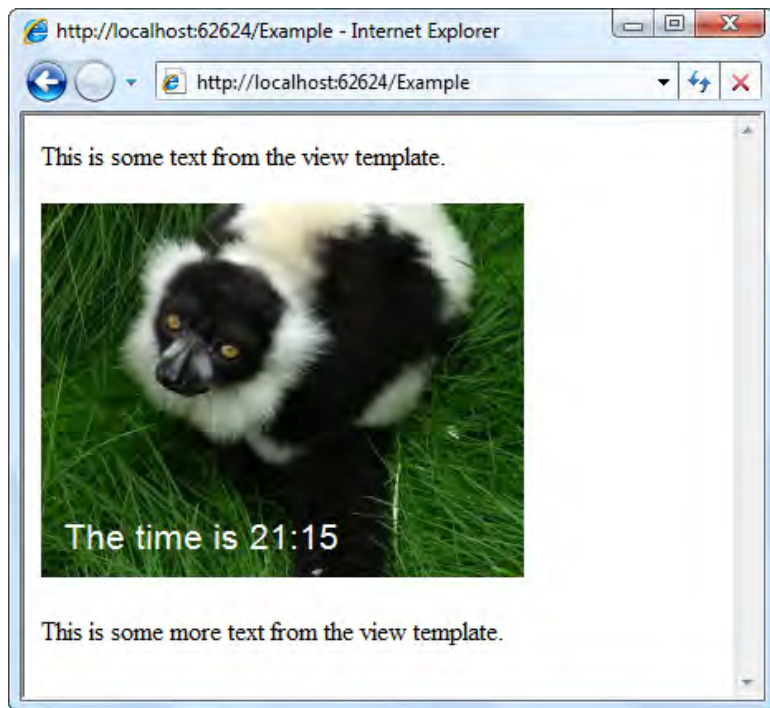 http://localhost:62624/Example - Internet Explorer
http://localhost:62624/Example
This is some text from the view template.
The time is 21:15
This is some more text from the view template.